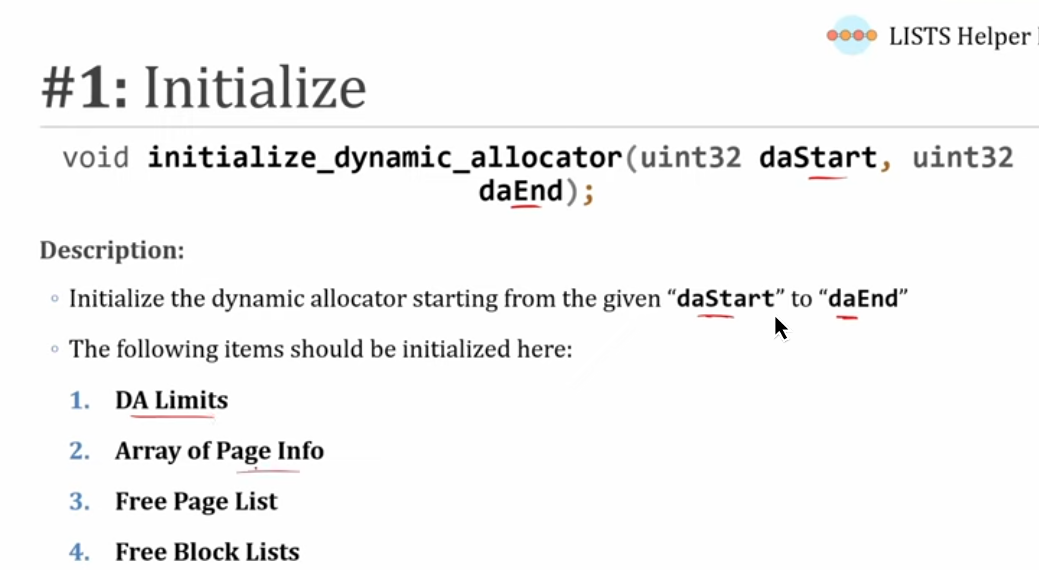 LISTS Helper
#1: Initialize
void initialize_dynamic_allocator(uint32 daStart, uint32
daEnd);
Description:
◦ Initialize the dynamic allocator starting from the given “daStart” to “daEnd”
◦ The following items should be initialized here:
1. DA Limits
2. Array of Page Info
3. Free Page List
4. Free Block Lists